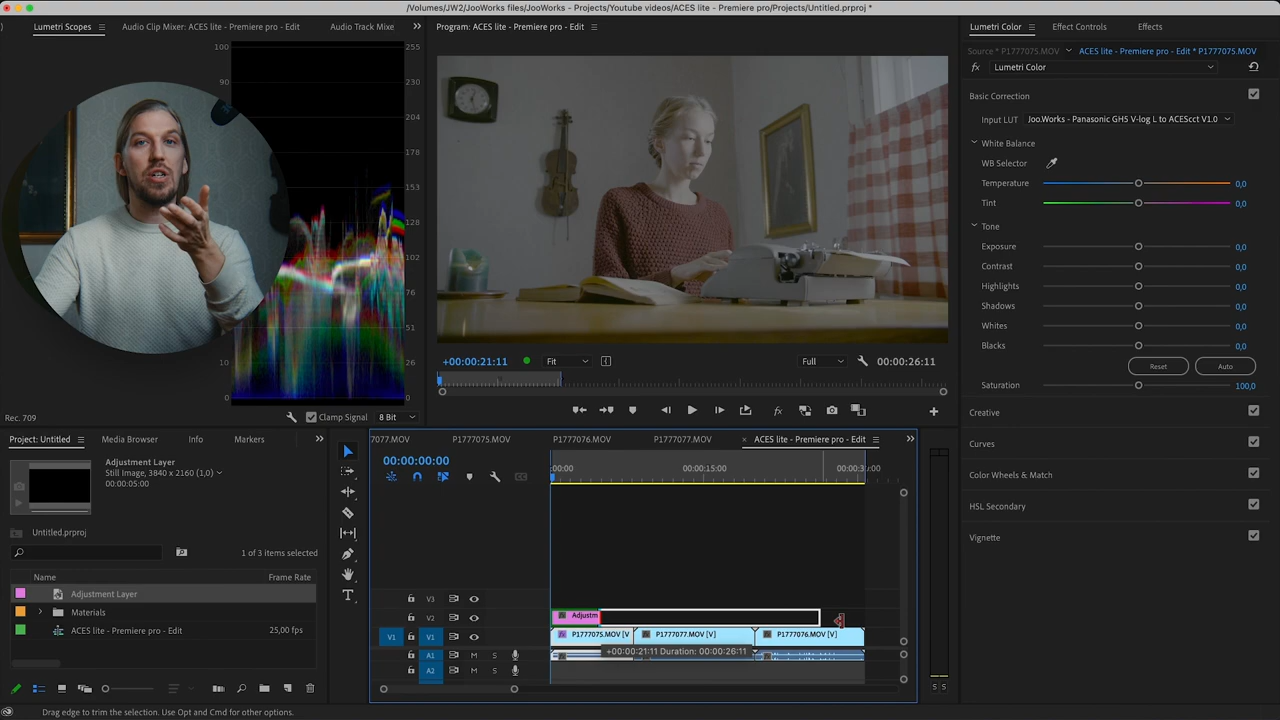 /Volumes/JW2/JooWorks files/JooWorks - Projects/Youtube videos/ACES lite - Premiere pro/Projects/Untitled.prproj *
Lumetri Scopes
Audio Clip Mixer: ACES lite - Premiere pro - Edit
Audio Track Mixe
Program: ACES lite - Premiere pro - Edit
Lumetri Color
Effect Controls
Effects
Source * P1777075.MOV
ACES lite - Premiere pro - Edit * P1777075.MOV
fx
Lumetri Color
Basic Correction
Input LUT
Joo.Works - Panasonic GH5 V-log L to ACEScct V1.0
White Balance
WB Selector
Temperature
0,0
Tint
0,0
Tone
Exposure
0,0
Contrast
0,0
Highlights
0,0
Shadows
0,0
Whites
0,0
Blacks
0,0
Reset
Auto
Saturation
100,0
Creative
Curves
Color Wheels & Match
HSL Secondary
Vignette
100
90
10
0
255
230
204
179
153
128
102
76
51
26
0
Rec. 709
Clamp Signal
8 Bit
+00:00:21:11
Fit
Full
00:00:26:11
fx
Project: Untitled
Media Browser
Info
Markers
Adjustment Layer
Still Image, 3840 x 2160 (1,0)
00:00:05:00
Untitled.prproj
1 of 3 items selected
Name
Frame Rate
Adjustment Layer
Materials
ACES lite - Premiere pro - Edit
25,00 fps
7077.MOV
P1777075.MOV
P1777076.MOV
P1777077.MOV
× ACES lite - Premiere pro - Edit
00:00:00:00
:00:00
00:00:15:00
00:00:3
:00
V3
V2
Adjustm
V1
V1
P1777075.MOV [V
P1777077.MOV [V]
P1777076.MOV [V]
A1
M
S
+00:00:21:11 Duration: 00:00:26:11
A2
M
S
S S
Drag edge to trim the selection. Use Opt and Cmd for other options.